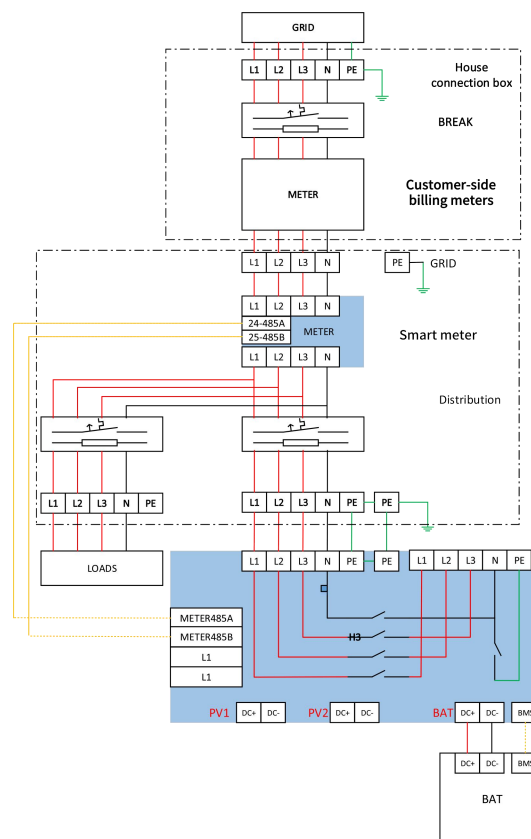 GRID
L1 L2 L3 N PE
House
connection box
BREAK
METER
Customer-side
billing meters
L1 L2 L3 N
PE
GRID
L1 L2 L3 N
24-485A
25-485B
METER
Smart meter
L1 L2 L3 N
Distribution
L1 L2 L3 N PE
L1 L2 L3 N PE PE
LOADS
L1 L2 L3 N PE PE
L1 L2 L3 N PE
METER485A
METER485B
L1
L1
H3
PV1 DC+ DC-
PV2 DC+ DC-
BAT DC+ DC- BMS
DC+ DC- BMS
BAT